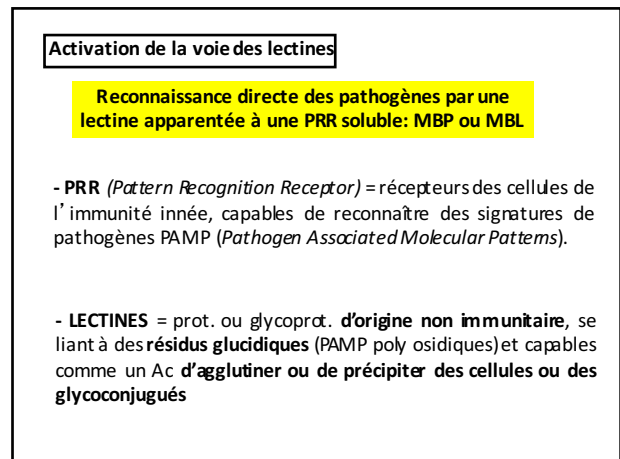 Activation de la voie des lectines
Reconnaissance directe des pathogènes par une
lectine apparentée à une PRR soluble: MBP ou MBL
- PRR (Pattern Recognition Receptor) = récepteurs des cellules de
l’immunité innée, capables de reconnaître des signatures de
pathogènes PAMP (Pathogen Associated Molecular Patterns).
- LECTINES = prot. ou glycoprot. d’origine non immunitaire, se
liant à des résidus glucidiques (PAMP poly osidiques) et capables
comme un Ac d’agglutiner ou de précipiter des cellules ou des
glycoconjugués